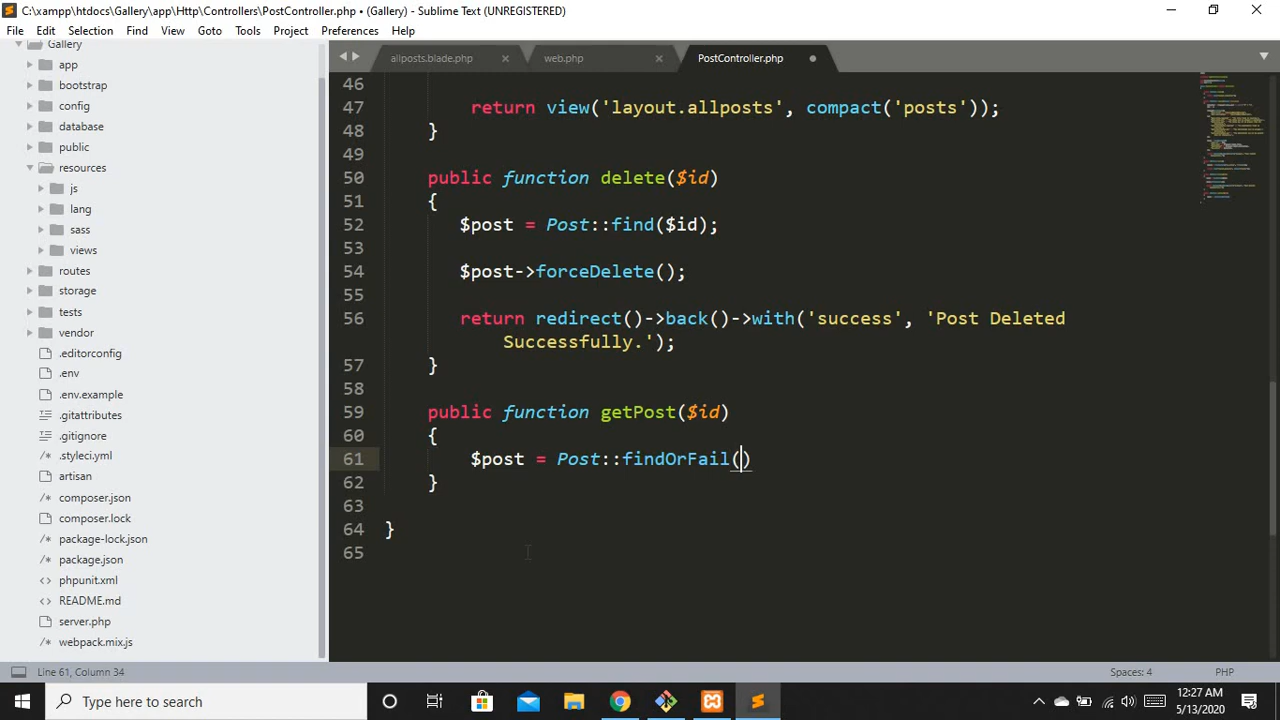 C:\xampp\htdocs\Gallery\app\Http\Controllers\PostController.php • (Gallery) - Sublime Text (UNREGISTERED)
File Edit Selection Find View Goto Tools Project Preferences Help
Gallery
app
bootstrap
config
database
public
resources
js
lang
sass
views
routes
storage
tests
vendor
.editorconfig
.env
.env.example
.gitattributes
.gitignore
.styleci.yml
artisan
composer.json
composer.lock
package-lock.json
package.json
phpunit.xml
README.md
server.php
webpack.mix.js
allposts.blade.php web.php PostController.php
46
47 return view('layout.allposts', compact('posts'));
48 }
49
50 public function delete($id)
51 {
52 $post = Post::find($id);
53
54 $post->forceDelete();
55
56 return redirect()->back()->with('success', 'Post Deleted
Successfully.');
57 }
58
59 public function getPost($id)
60 {
61 $post = Post::findOrFail()
62 }
63
64 }
65
Line 61, Column 34 Spaces: 4 PHP
Type here to search
12:27 AM
5/13/2020